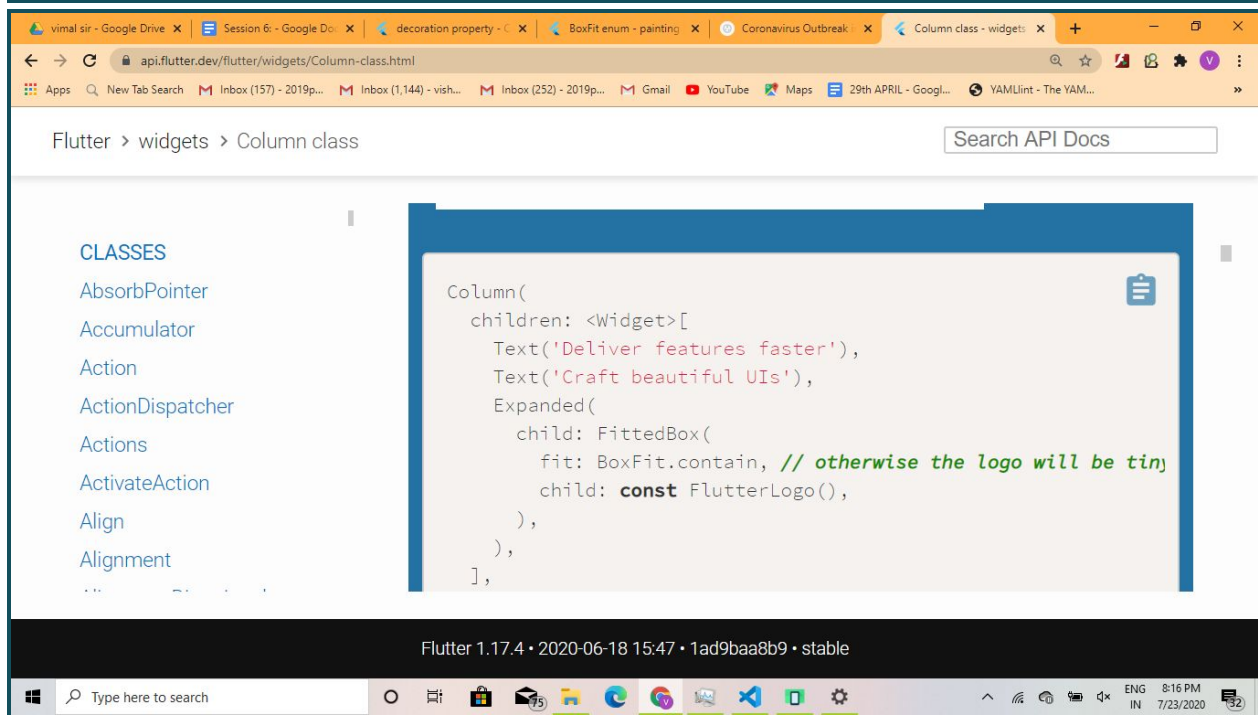 vimal sir - Google Drive
Session 6: - Google Do
decoration property - C
BoxFit enum - painting
Coronavirus Outbreak
Column class - widgets
api.flutter.dev/flutter/widgets/Column-class.html
Apps
New Tab Search
Inbox (157) - 2019p...
Inbox (1,144) - vish...
Inbox (252) - 2019p...
Gmail
YouTube
Maps
29th APRIL - Googl...
YAMLlint - The YAM...
Flutter > widgets > Column class
Search API Docs
CLASSES
AbsorbPointer
Accumulator
Action
ActionDispatcher
Actions
ActivateAction
Align
Alignment
Column(
children: <Widget>[
Text('Deliver features faster'),
Text('Craft beautiful UIs'),
Expanded(
child: FittedBox(
fit: BoxFit.contain, // otherwise the logo will be tiny
child: const FlutterLogo(),
),
),
],
Flutter 1.17.4 • 2020-06-18 15:47 • 1ad9baa8b9 • stable
Type here to search
75
ENG
IN
8:16 PM
7/23/2020
32